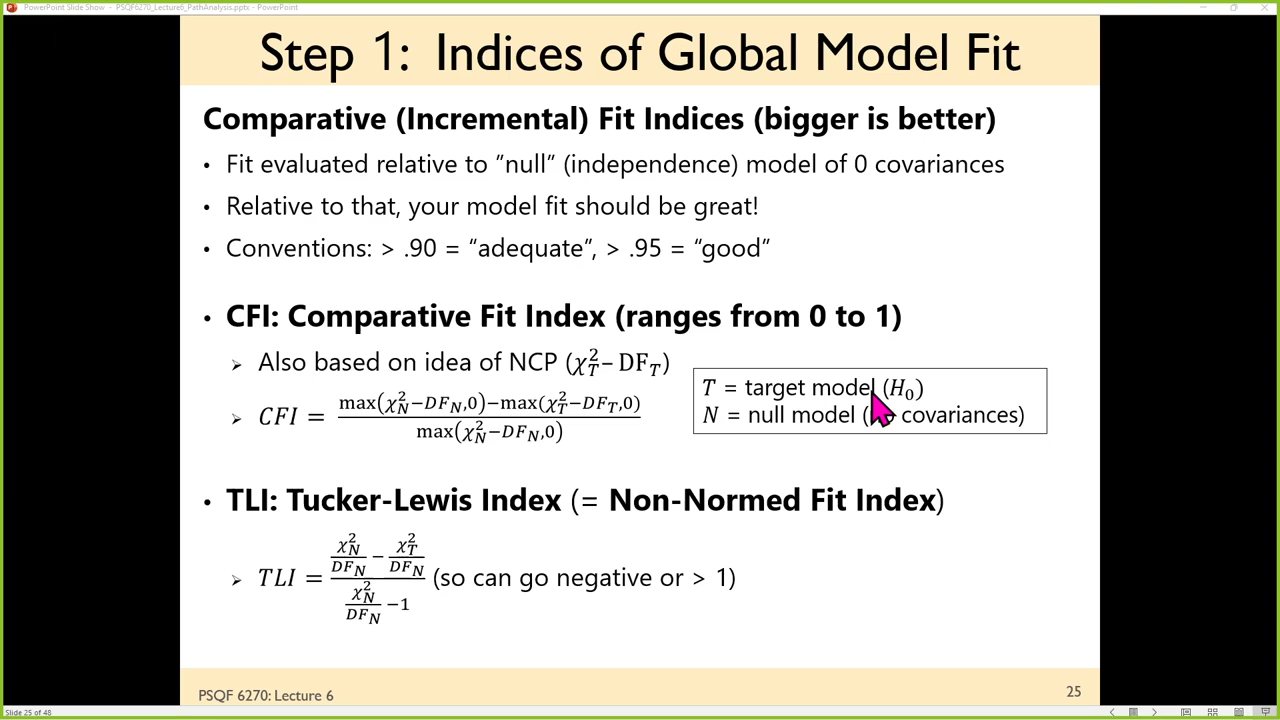 PowerPoint Slide Show - PSQF6270_Lecture6_PathAnalysis.pptx - PowerPoint
Step 1: Indices of Global Model Fit
Comparative (Incremental) Fit Indices (bigger is better)
• Fit evaluated relative to ”null” (independence) model of 0 covariances
• Relative to that, your model fit should be great!
• Conventions: > .90 = “adequate”, > .95 = “good”
• CFI: Comparative Fit Index (ranges from 0 to 1)
➢ Also based on idea of NCP (χ²_T – DF_T)
➢ CFI = (max(χ²_N − DF_N, 0) − max(χ²_T − DF_T, 0)) / max(χ²_N − DF_N, 0)
T = target model (H₀)
N = null model ( covariances)
• TLI: Tucker-Lewis Index (= Non-Normed Fit Index)
➢ TLI = (χ²_N/DF_N − χ²_T/DF_N) / (χ²_N/DF_N − 1) (so can go negative or > 1)
PSQF 6270: Lecture 6
25
Slide 25 of 48